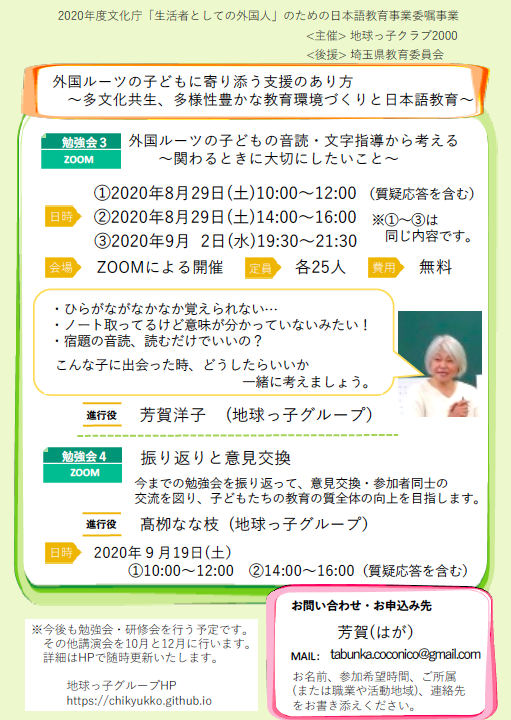 2020年度文化庁「生活者としての外国人」のための日本語教育事業委嘱事業
<主催> 地球っ子クラブ2000
<後援> 埼玉県教育委員会
外国ルーツの子どもに寄り添う支援のあり方
～多文化共生、多様性豊かな教育環境づくりと日本語教育～
勉強会3
ZOOM
外国ルーツの子どもの音読・文字指導から考える
～関わるときに大切にしたいこと～
日時
①2020年8月29日(土)10:00～12:00 (質疑応答を含む)
②2020年8月29日(土)14:00～16:00
③2020年9月 2日(水)19:30～21:30
※①～③は
同じ内容です。
会場 ZOOMによる開催 定員 各25人 費用 無料
・ひらがながなかなか覚えられない…
・ノート取ってるけど意味が分かっていないみたい！
・宿題の音読、読むだけでいいの？
こんな子に出会った時、どうしたらいいか
一緒に考えましょう。
進行役 芳賀洋子 （地球っ子グループ）
勉強会4
ZOOM
振り返りと意見交換
今までの勉強会を振り返って、意見交換・参加者同士の
交流を図り、子どもたちの教育の質全体の向上を目指します。
進行役 髙栁なな枝（地球っ子グループ）
日時 2020年９月19日(土)
①10:00～12:00 ②14:00～16:00（質疑応答を含む）
※今後も勉強会・研修会を行う予定です。
その他講演会を10月と12月に行います。
詳細はHPで随時更新いたします。
地球っ子グループHP
https://chikyukko.github.io
お問い合わせ・お申込み先
芳賀(はが)
MAIL: tabunka.coconico@gmail.com
お名前、参加希望時間、ご所属
(または職業や活動地域)、連絡先
をお書き添えください。